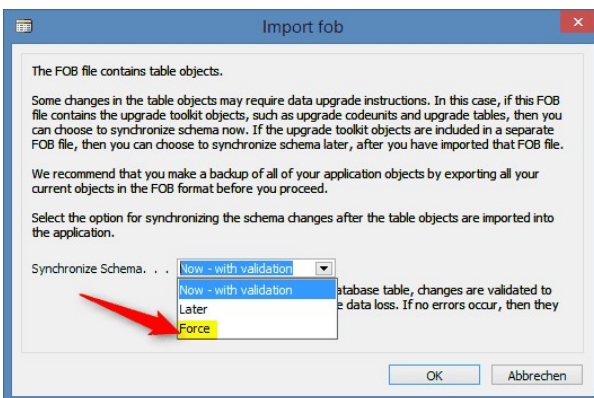 Import fob
The FOB file contains table objects.
Some changes in the table objects may require data upgrade instructions. In this case, if this FOB
file contains the upgrade toolkit objects, such as upgrade codeunits and upgrade tables, then you
can choose to synchronize schema now. If the upgrade toolkit objects are included in a separate
FOB file, then you can choose to synchronize schema later, after you have imported that FOB file.
We recommend that you make a backup of all of your application objects by exporting all your
current objects in the FOB format before you proceed.
Select the option for synchronizing the schema changes after the table objects are imported into
the application.
Synchronize Schema. . . Now - with validation
Now - with validation atabase table, changes are validated to
Later e data loss. If no errors occur, then they
Force
OK Abbrechen